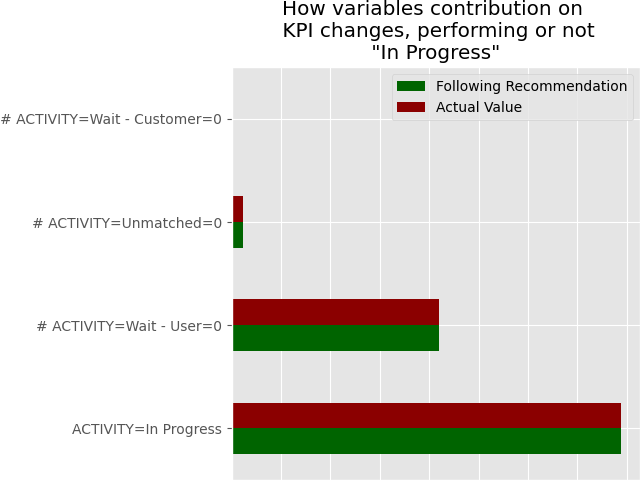 How variables contribution on
KPI changes, performing or not
"In Progress"
Following Recommendation
Actual Value
# ACTIVITY=Wait - Customer=0
# ACTIVITY=Unmatched=0
# ACTIVITY=Wait - User=0
ACTIVITY=In Progress